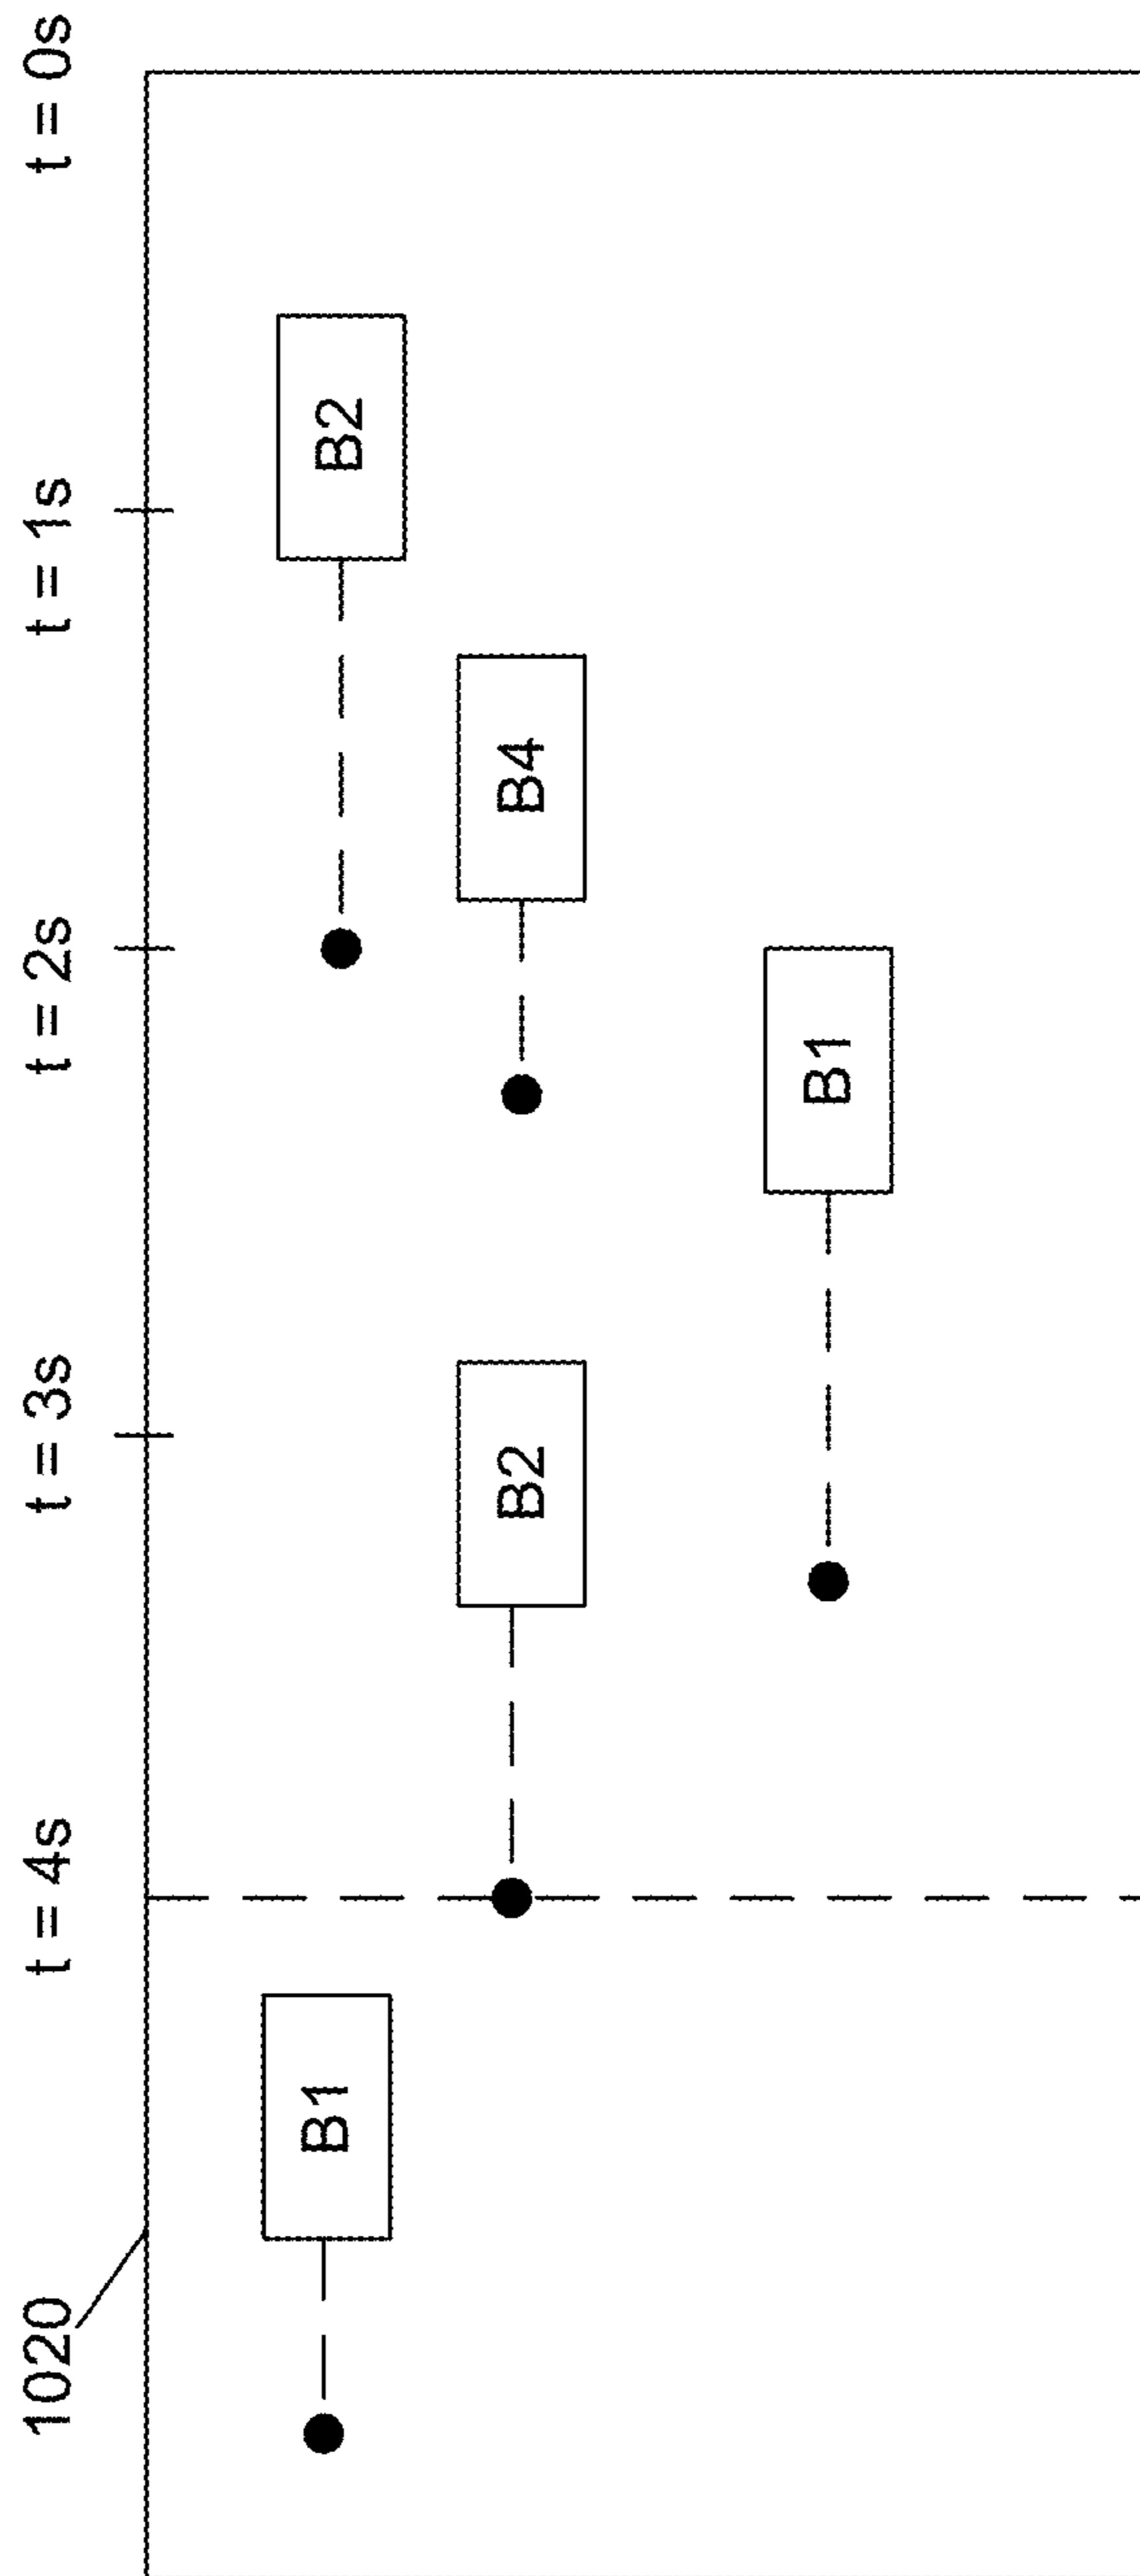 1020
t = 4s
t = 3s
t = 2s
t = 1s
t = 0s
B1
B2
B2
B4
B1